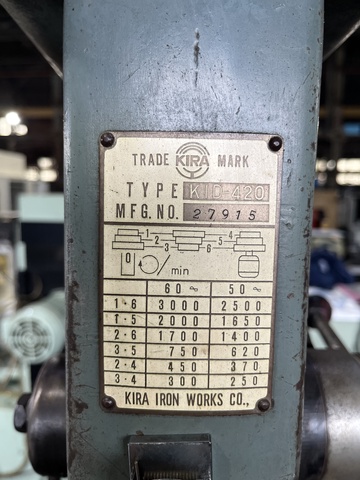 TRADE KIRA MARK
TYPE KID-420
MFG.NO. 27915
1 2 3 4 5 6
/min
60∿ 50∿
1·6 3000 2500
1·5 2000 1650
2·6 1700 1400
3·5 750 620
2·4 450 370
3·4 300 250
KIRA IRON WORKS CO.,